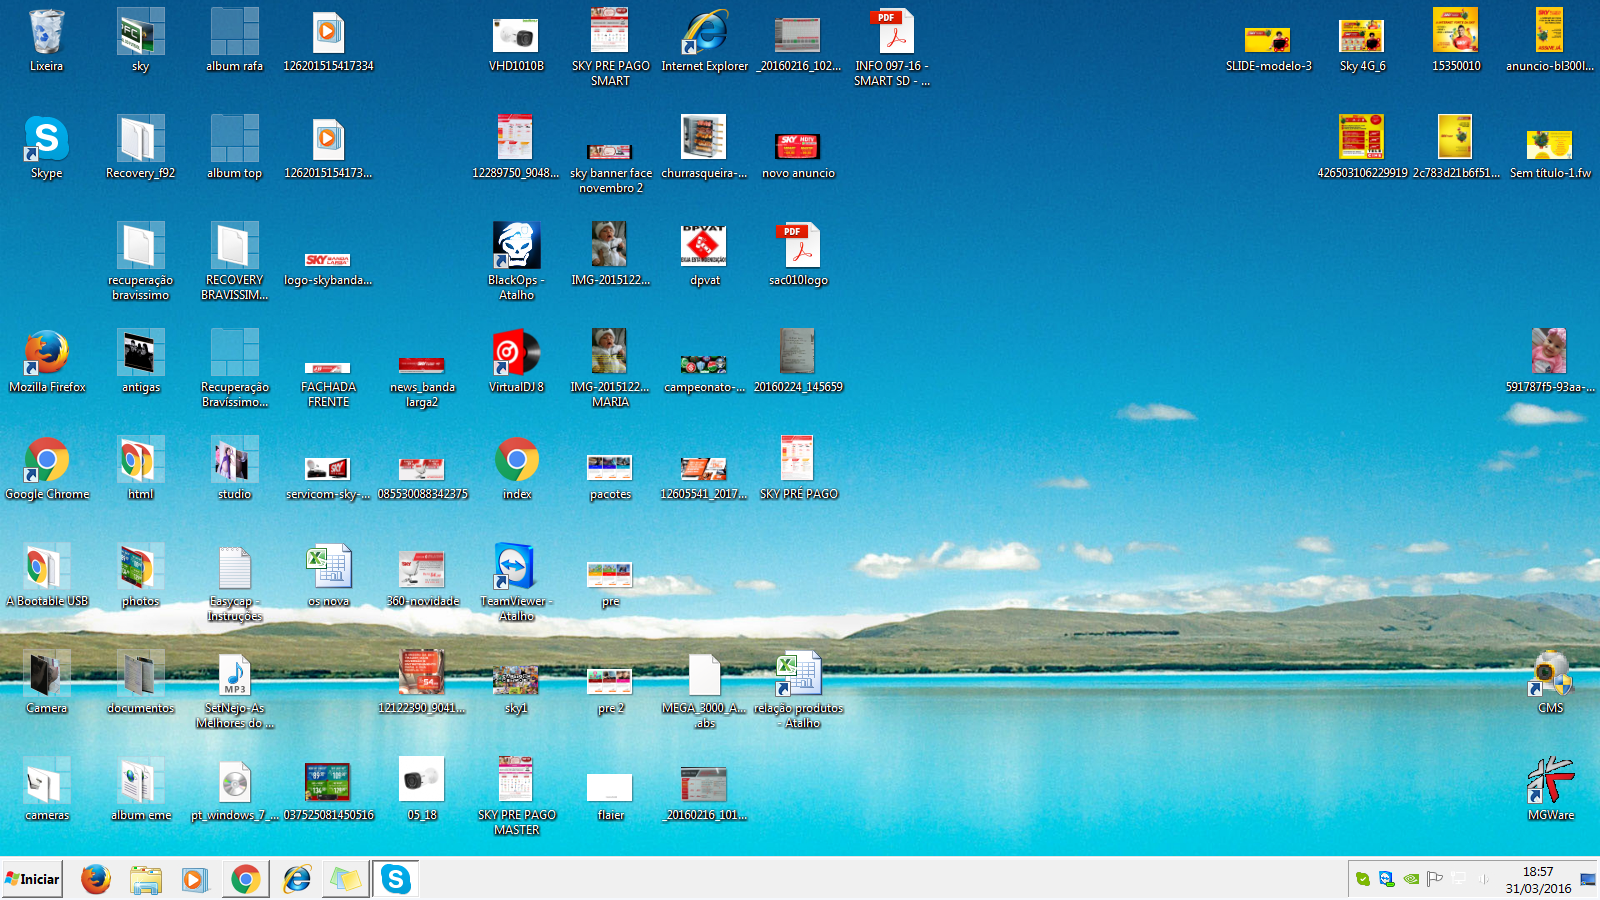 Lixeira
sky
album rafa
126201515417334
VHD1010B
SKY PRE PAGO
SMART
Internet Explorer
_20160216_102...
INFO 097-16 -
SMART SD - ...
SLIDE-modelo-3
Sky 4G_6
15350010
anuncio-bl300l...
Skype
Recovery_f92
album top
1262015154173...
12289750_9048...
sky banner face
novembro 2
churrasqueira-...
novo anuncio
426503106229919
2c783d21b6f51...
Sem título-1.fw
recuperação
bravissimo
RECOVERY
BRAVISSIM...
logo-skybanda...
BlackOps -
Atalho
IMG-2015122...
dpvat
sac010logo
Mozilla Firefox
antigas
Recuperação
Bravissimo...
FACHADA
FRENTE
news_banda
larga2
VirtualDJ 8
IMG-2015122...
MARIA
campeonato-...
20160224_145659
591787f5-93aa-...
Google Chrome
html
studio
servicom-sky-...
085530088342375
index
pacotes
12605541_2017...
SKY PRÉ PAGO
A Bootable USB
photos
Easycap -
Instruções
os nova
360-novidade
TeamViewer -
Atalho
pre
Camera
documentos
MP3
SetNejo-As
Melhores do ...
12122390_9041...
sky1
pre 2
MEGA_3000_A...
.abs
relação produtos
- Atalho
CMS
cameras
album eme
pt_windows_7_...
037525081450516
05_18
SKY PRE PAGO
MASTER
flaier
_20160216_101...
MGWare
Iniciar
18:57
31/03/2016